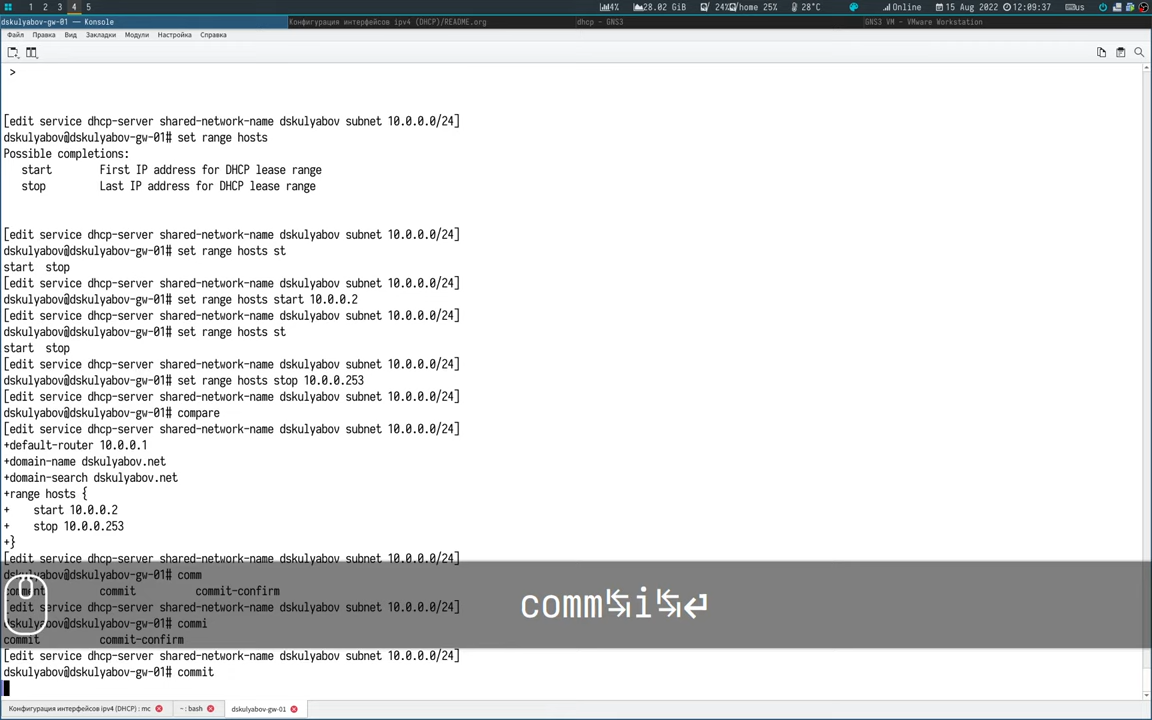 1 2 3 4 5 4% 28.02 GiB 24% /home 25% 28°C Online 15 Aug 2022 12:09:37 us
dskulyabov-gw-01 — Konsole Конфигурация интерфейсов ipv4 (DHCP)/README.org dhcp – GNS3 GNS3 VM – VMware Workstation
Файл Правка Вид Закладки Модули Настройка Справка
>
[edit service dhcp-server shared-network-name dskulyabov subnet 10.0.0.0/24]
dskulyabov@dskulyabov-gw-01# set range hosts
Possible completions:
start First IP address for DHCP lease range
stop Last IP address for DHCP lease range
[edit service dhcp-server shared-network-name dskulyabov subnet 10.0.0.0/24]
dskulyabov@dskulyabov-gw-01# set range hosts st
start stop
[edit service dhcp-server shared-network-name dskulyabov subnet 10.0.0.0/24]
dskulyabov@dskulyabov-gw-01# set range hosts start 10.0.0.2
[edit service dhcp-server shared-network-name dskulyabov subnet 10.0.0.0/24]
dskulyabov@dskulyabov-gw-01# set range hosts st
start stop
[edit service dhcp-server shared-network-name dskulyabov subnet 10.0.0.0/24]
dskulyabov@dskulyabov-gw-01# set range hosts stop 10.0.0.253
[edit service dhcp-server shared-network-name dskulyabov subnet 10.0.0.0/24]
dskulyabov@dskulyabov-gw-01# compare
[edit service dhcp-server shared-network-name dskulyabov subnet 10.0.0.0/24]
+default-router 10.0.0.1
+domain-name dskulyabov.net
+domain-search dskulyabov.net
+range hosts {
+ start 10.0.0.2
+ stop 10.0.0.253
+}
[edit service dhcp-server shared-network-name dskulyabov subnet 10.0.0.0/24]
dskulyabov@dskulyabov-gw-01# comm
comment commit commit-confirm
[edit service dhcp-server shared-network-name dskulyabov subnet 10.0.0.0/24]
dskulyabov@dskulyabov-gw-01# commi
commit commit-confirm
comm↹i↹⏎
[edit service dhcp-server shared-network-name dskulyabov subnet 10.0.0.0/24]
dskulyabov@dskulyabov-gw-01# commit
Конфигурация интерфейсов ipv4 (DHCP) : mc ~ : bash dskulyabov-gw-01